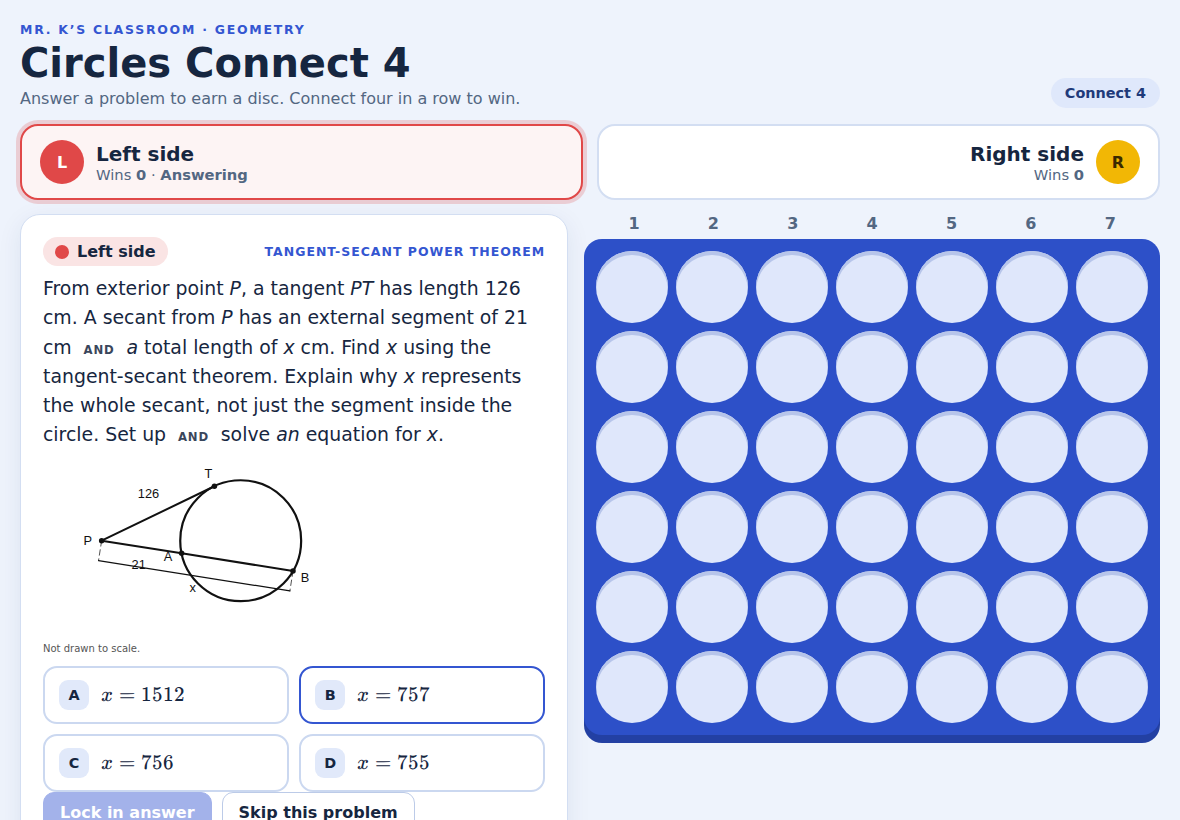 MR. K’S CLASSROOM · GEOMETRY
Circles Connect 4
Answer a problem to earn a disc. Connect four in a row to win.
Connect 4
L
Left side
Wins 0 · Answering
Right side
Wins 0
R
Left side
TANGENT-SECANT POWER THEOREM
From exterior point P, a tangent PT has length 126
cm. A secant from P has an external segment of 21
cm AND a total length of x cm. Find x using the
tangent-secant theorem. Explain why x represents
the whole secant, not just the segment inside the
circle. Set up AND solve an equation for x.
T
126
P
A
21
B
x
Not drawn to scale.
A x = 1512
B x = 757
C x = 756
D x = 755
Lock in answer
Skip this problem
1 2 3 4 5 6 7